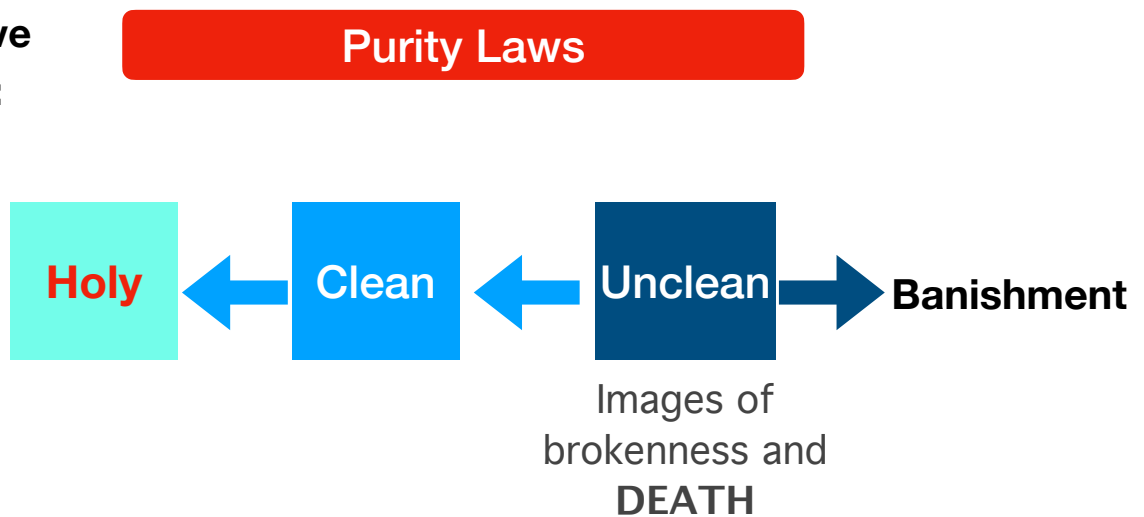 Purity Laws
Holy
Clean
Unclean
Banishment
Images of
brokenness and
DEATH